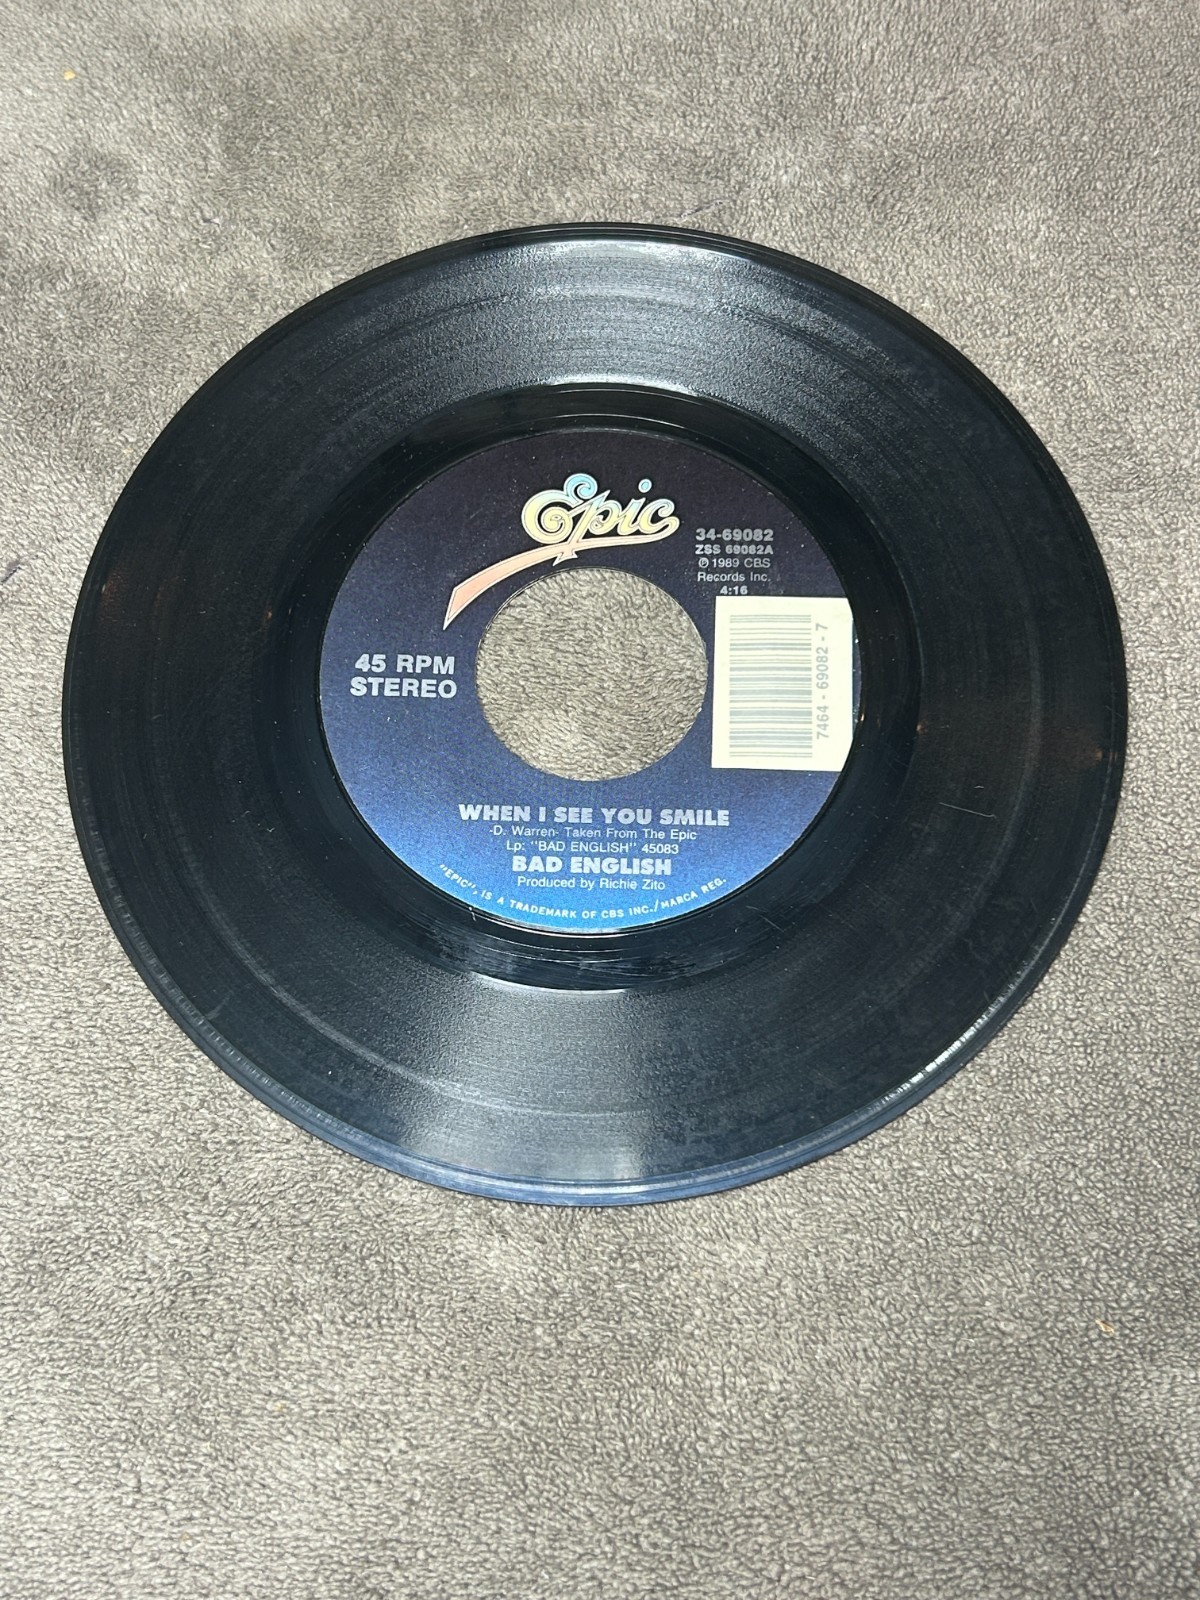 Epic
34-69082
ZSS 69082A
Ⓟ 1989 CBS
Records Inc.
4:16
45 RPM
STEREO
7464 - 69082 - 7
WHEN I SEE YOU SMILE
-D. Warren- Taken From The Epic
Lp: "BAD ENGLISH" 45083
BAD ENGLISH
Produced by Richie Zito
"EPIC", IS A TRADEMARK OF CBS INC./MARCA REG.